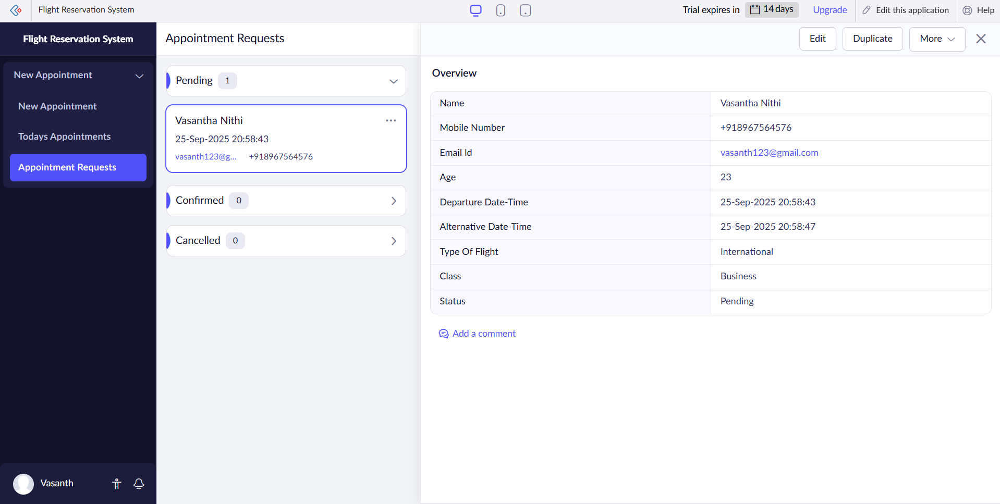 Flight Reservation System
Trial expires in 14 days Upgrade Edit this application Help
Flight Reservation System
New Appointment
New Appointment
Todays Appointments
Appointment Requests
Vasanth
Appointment Requests
Pending 1
Vasantha Nithi
25-Sep-2025 20:58:43
vasanth123@g... +918967564576
Confirmed 0
Cancelled 0
Edit Duplicate More
Overview
Name Vasantha Nithi
Mobile Number +918967564576
Email Id vasanth123@gmail.com
Age 23
Departure Date-Time 25-Sep-2025 20:58:43
Alternative Date-Time 25-Sep-2025 20:58:47
Type Of Flight International
Class Business
Status Pending
Add a comment